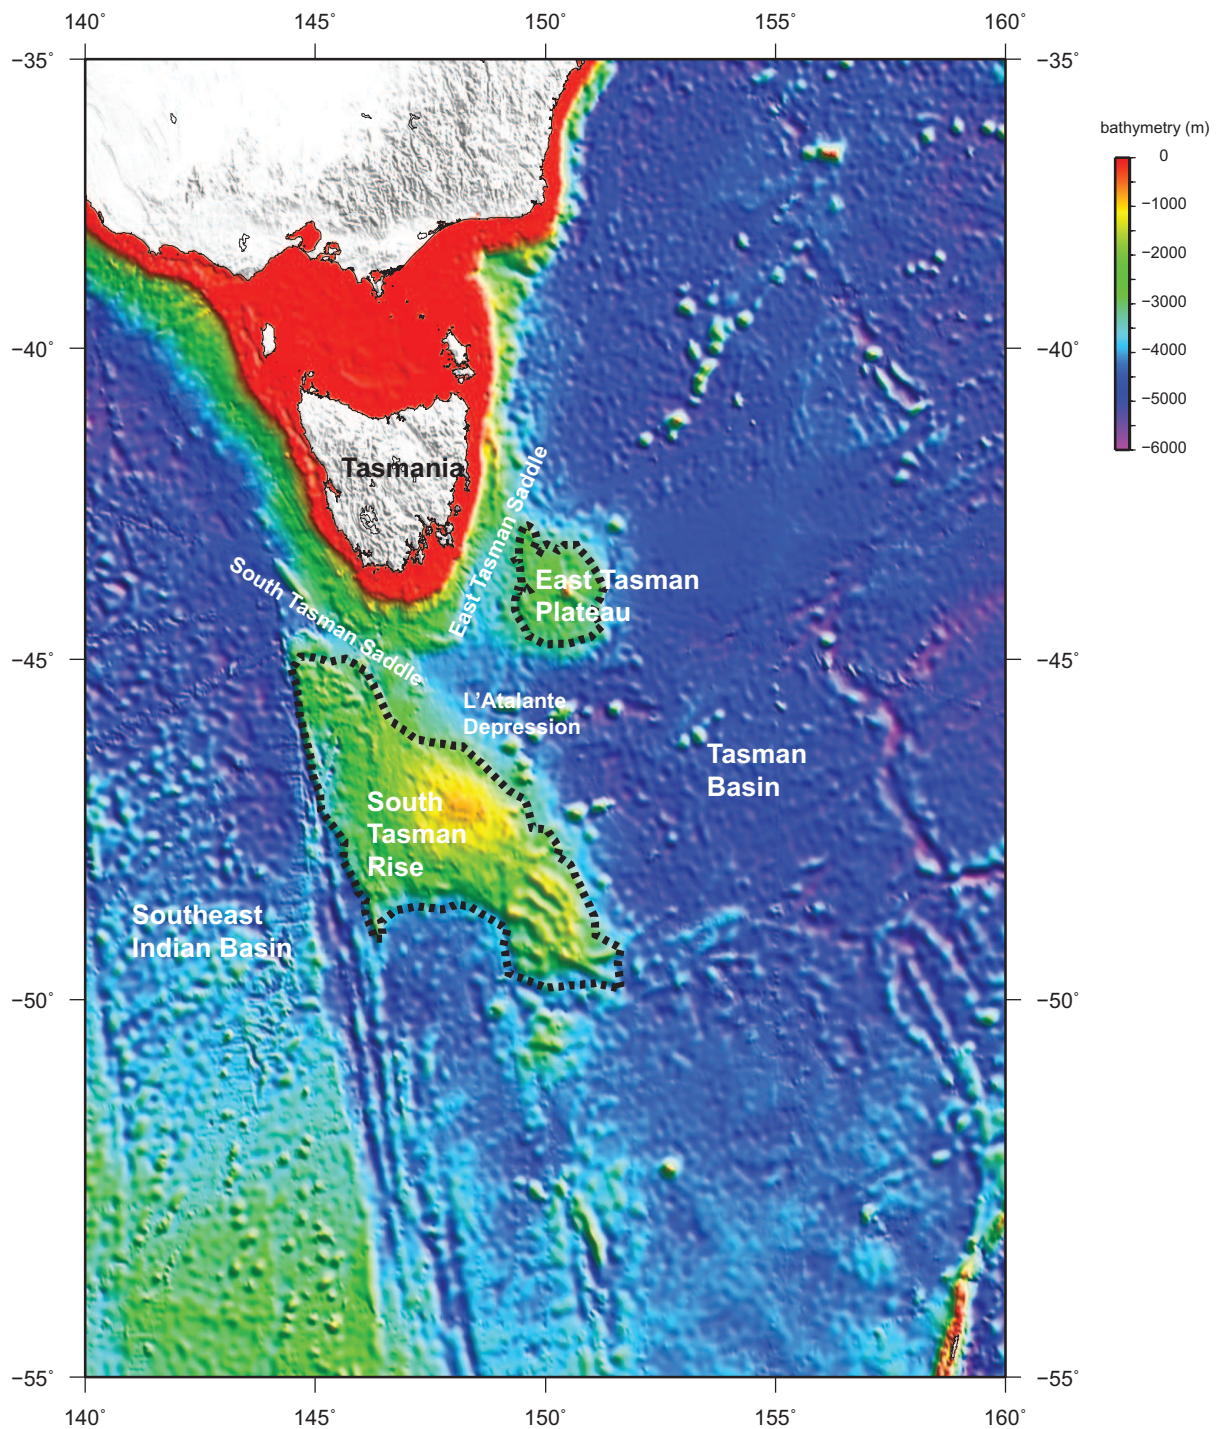 140° 145° 150° 155° 160°
−35° −35°
bathymetry (m)
0
−1000
−2000
−3000
−4000
−5000
−6000
−40° −40°
Tasmania
East Tasman Saddle
South Tasman Saddle
East Tasman
Plateau
−45° −45°
L'Atalante
Depression
Tasman
Basin
South
Tasman
Rise
Southeast
Indian Basin
−50° −50°
−55° −55°
140° 145° 150° 155° 160°